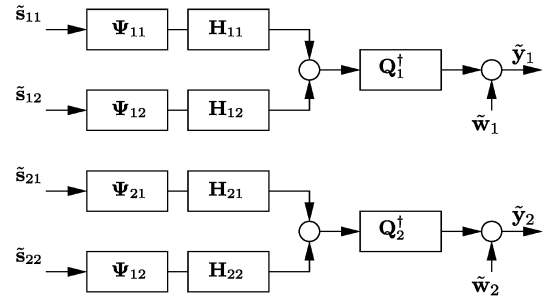 s̃₁₁ Ψ₁₁ H₁₁
Q₁† ỹ₁
s̃₁₂ Ψ₁₂ H₁₂
w̃₁
s̃₂₁ Ψ₂₁ H₂₁
Q₂† ỹ₂
s̃₂₂ Ψ₁₂ H₂₂
w̃₂